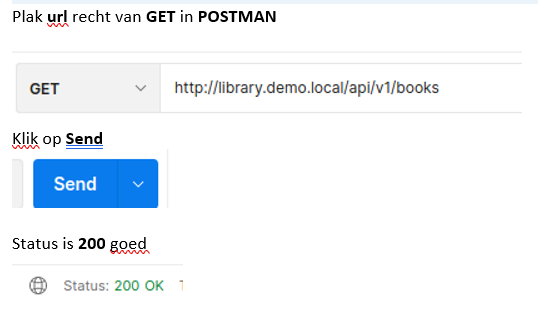 Plak url recht van GET in POSTMAN
GET http://library.demo.local/api/v1/books
Klik op Send
Send
Status is 200 goed
Status: 200 OK